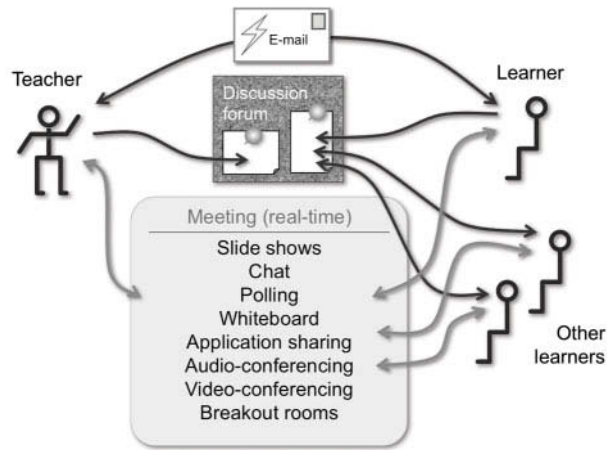 E-mail
Teacher
Learner
Discussion
forum
Meeting (real-time)
Slide shows
Chat
Polling
Whiteboard
Application sharing
Audio-conferencing
Video-conferencing
Breakout rooms
Other
learners